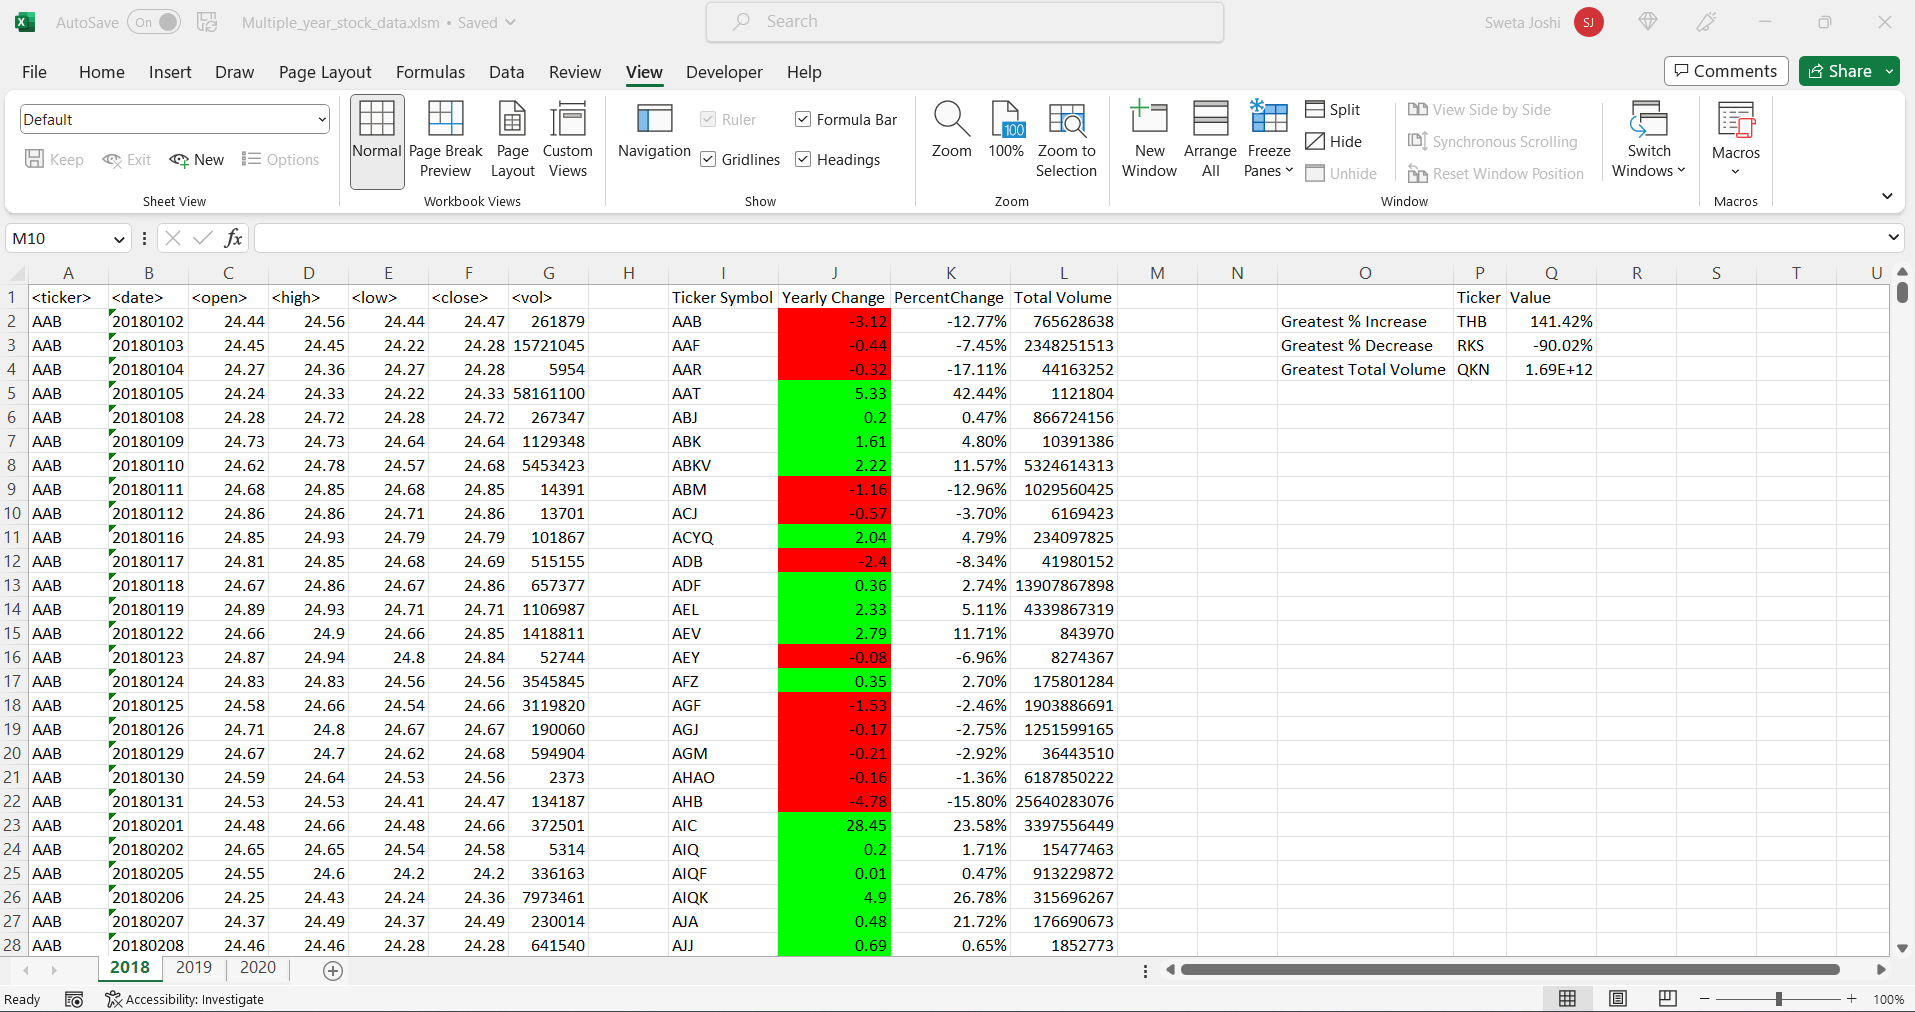 AutoSave On Multiple_year_stock_data.xlsm • Saved Search Sweta Joshi SJ
File Home Insert Draw Page Layout Formulas Data Review View Developer Help Comments Share
Default
Keep Exit New Options
Sheet View
Normal Page Break Preview Page Layout Custom Views
Workbook Views
Navigation Ruler Formula Bar
Gridlines Headings
Show
Zoom 100 100% Zoom to Selection
Zoom
New Window Arrange All Freeze Panes Split
Hide
Unhide
View Side by Side
Synchronous Scrolling
Reset Window Position
Switch Windows
Window
Macros
Macros
M10 fx
A B C D E F G H I J K L M N O P Q R S T U
1 <ticker> <date> <open> <high> <low> <close> <vol> Ticker Symbol Yearly Change PercentChange Total Volume Ticker Value
2 AAB 20180102 24.44 24.56 24.44 24.47 261879 AAB -3.12 -12.77% 765628638 Greatest % Increase THB 141.42%
3 AAB 20180103 24.45 24.45 24.22 24.28 15721045 AAF -0.44 -7.45% 2348251513 Greatest % Decrease RKS -90.02%
4 AAB 20180104 24.27 24.36 24.27 24.28 5954 AAR -0.32 -17.11% 44163252 Greatest Total Volume QKN 1.69E+12
5 AAB 20180105 24.24 24.33 24.22 24.33 58161100 AAT 5.33 42.44% 1121804
6 AAB 20180108 24.28 24.72 24.28 24.72 267347 ABJ 0.2 0.47% 866724156
7 AAB 20180109 24.73 24.73 24.64 24.64 1129348 ABK 1.61 4.80% 10391386
8 AAB 20180110 24.62 24.78 24.57 24.68 5453423 ABKV 2.22 11.57% 5324614313
9 AAB 20180111 24.68 24.85 24.68 24.85 14391 ABM -1.16 -12.96% 1029560425
10 AAB 20180112 24.86 24.86 24.71 24.86 13701 ACJ -0.57 -3.70% 6169423
11 AAB 20180116 24.85 24.93 24.79 24.79 101867 ACYQ 2.04 4.79% 234097825
12 AAB 20180117 24.81 24.85 24.68 24.69 515155 ADB -2.4 -8.34% 41980152
13 AAB 20180118 24.67 24.86 24.67 24.86 657377 ADF 0.36 2.74% 13907867898
14 AAB 20180119 24.89 24.93 24.71 24.71 1106987 AEL 2.33 5.11% 4339867319
15 AAB 20180122 24.66 24.9 24.66 24.85 1418811 AEV 2.79 11.71% 843970
16 AAB 20180123 24.87 24.94 24.8 24.84 52744 AEY -0.08 -6.96% 8274367
17 AAB 20180124 24.83 24.83 24.56 24.56 3545845 AFZ 0.35 2.70% 175801284
18 AAB 20180125 24.58 24.66 24.54 24.66 3119820 AGF -1.53 -2.46% 1903886691
19 AAB 20180126 24.71 24.8 24.67 24.67 190060 AGJ -0.17 -2.75% 1251599165
20 AAB 20180129 24.67 24.7 24.62 24.68 594904 AGM -0.21 -2.92% 36443510
21 AAB 20180130 24.59 24.64 24.53 24.56 2373 AHAO -0.16 -1.36% 6187850222
22 AAB 20180131 24.53 24.53 24.41 24.47 134187 AHB -4.78 -15.80% 25640283076
23 AAB 20180201 24.48 24.66 24.48 24.66 372501 AIC 28.45 23.58% 3397556449
24 AAB 20180202 24.65 24.65 24.54 24.58 5314 AIQ 0.2 1.71% 15477463
25 AAB 20180205 24.55 24.6 24.2 24.2 336163 AIQF 0.01 0.47% 913229872
26 AAB 20180206 24.25 24.43 24.24 24.36 7973461 AIQK 4.9 26.78% 315696267
27 AAB 20180207 24.37 24.49 24.37 24.49 230014 AJA 0.48 21.72% 176690673
28 AAB 20180208 24.46 24.46 24.28 24.28 641540 AJJ 0.69 0.65% 1852773
2018 2019 2020
Ready Accessibility: Investigate 100%